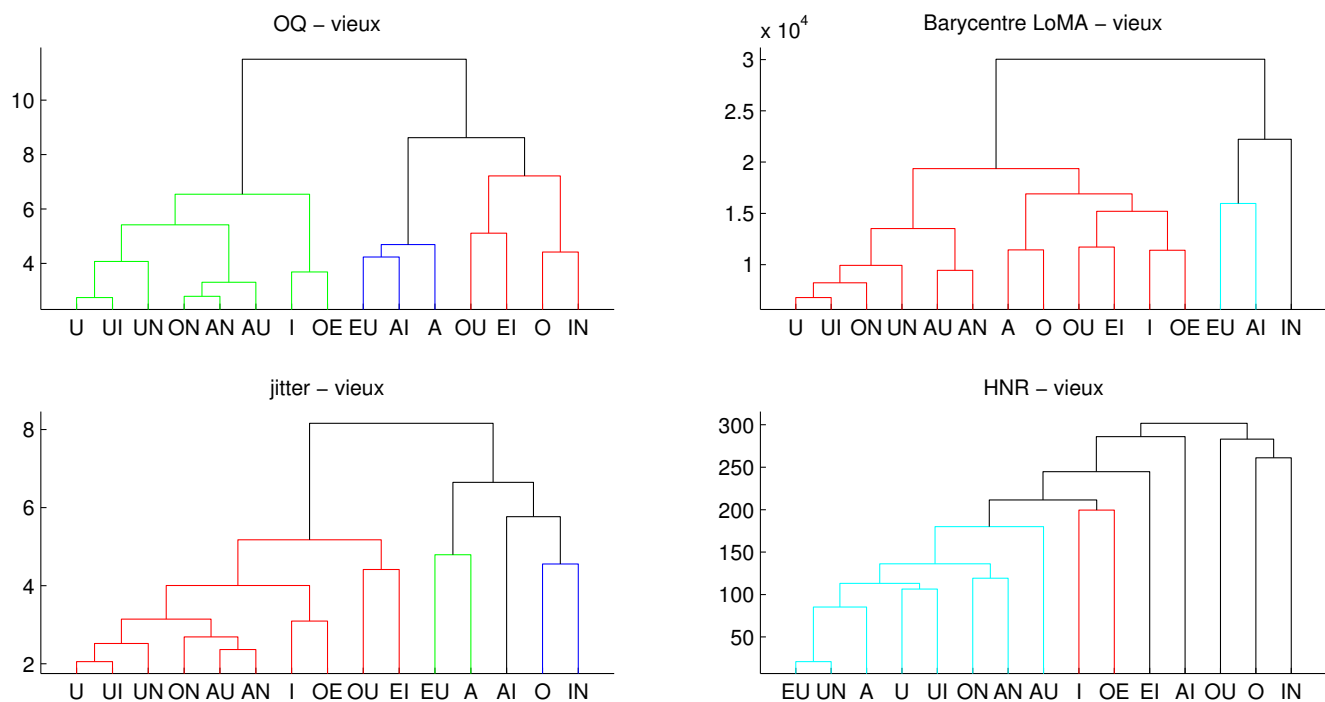 OQ – vieux
10
8
6
4
U UI UN ON AN AU I OE EU AI A OU EI O IN
Barycentre LoMA – vieux
x 10^4
3
2.5
2
1.5
1
U UI ON UN AU AN A O OU EI I OE EU AI IN
jitter – vieux
8
6
4
2
U UI UN ON AU AN I OE OU EI EU A AI O IN
HNR – vieux
300
250
200
150
100
50
EU UN A U UI ON AN AU I OE EI AI OU O IN